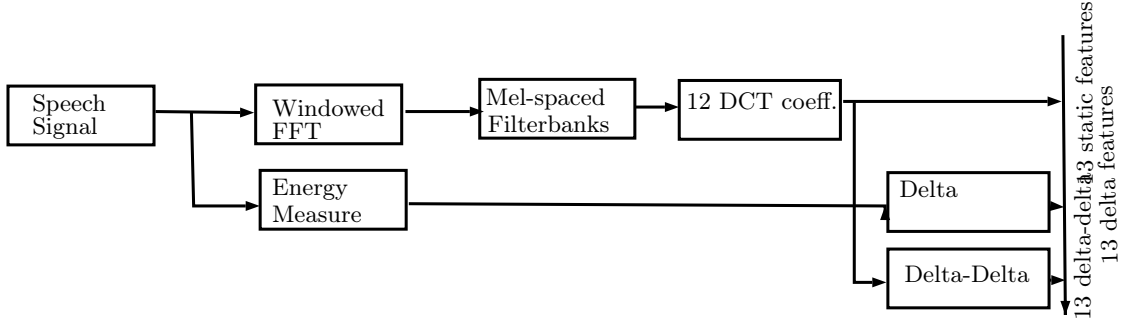 Speech
Signal
Windowed
FFT
Mel-spaced
Filterbanks
12 DCT coeff.
Energy
Measure
Delta
Delta-Delta
13 static features
13 delta features
13 delta-delta